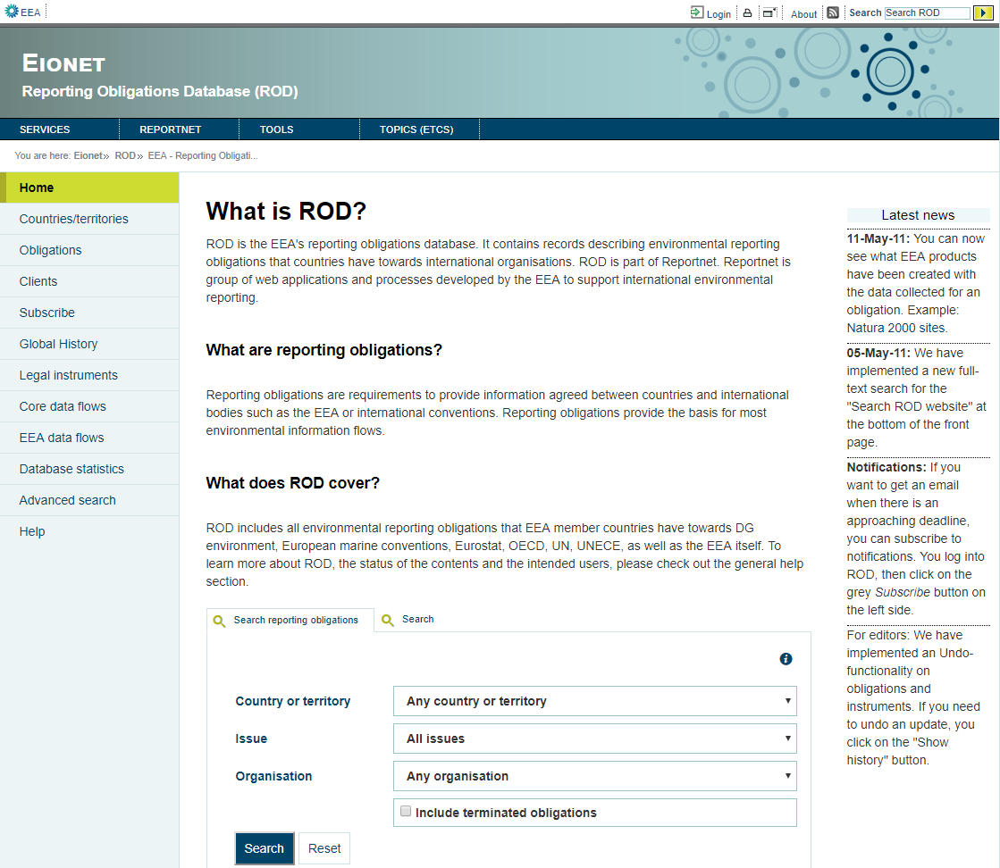 EEA
Login
About
Search
Search ROD
EIONET
Reporting Obligations Database (ROD)
SERVICES
REPORTNET
TOOLS
TOPICS (ETCS)
You are here: Eionet» ROD» EEA - Reporting Obligati...
Home
Countries/territories
Obligations
Clients
Subscribe
Global History
Legal instruments
Core data flows
EEA data flows
Database statistics
Advanced search
Help
What is ROD?
ROD is the EEA's reporting obligations database. It contains records describing environmental reporting
obligations that countries have towards international organisations. ROD is part of Reportnet. Reportnet is
group of web applications and processes developed by the EEA to support international environmental
reporting.
What are reporting obligations?
Reporting obligations are requirements to provide information agreed between countries and international
bodies such as the EEA or international conventions. Reporting obligations provide the basis for most
environmental information flows.
What does ROD cover?
ROD includes all environmental reporting obligations that EEA member countries have towards DG
environment, European marine conventions, Eurostat, OECD, UN, UNECE, as well as the EEA itself. To
learn more about ROD, the status of the contents and the intended users, please check out the general help
section.
Search reporting obligations
Search
Country or territory
Any country or territory
Issue
All issues
Organisation
Any organisation
Include terminated obligations
Search
Reset
Latest news
11-May-11: You can now
see what EEA products
have been created with
the data collected for an
obligation. Example:
Natura 2000 sites.
05-May-11: We have
implemented a new full-
text search for the
"Search ROD website" at
the bottom of the front
page.
Notifications: If you
want to get an email
when there is an
approaching deadline,
you can subscribe to
notifications. You log into
ROD, then click on the
grey Subscribe button on
the left side.
For editors: We have
implemented an Undo-
functionality on
obligations and
instruments. If you need
to undo an update, you
click on the "Show
history" button.